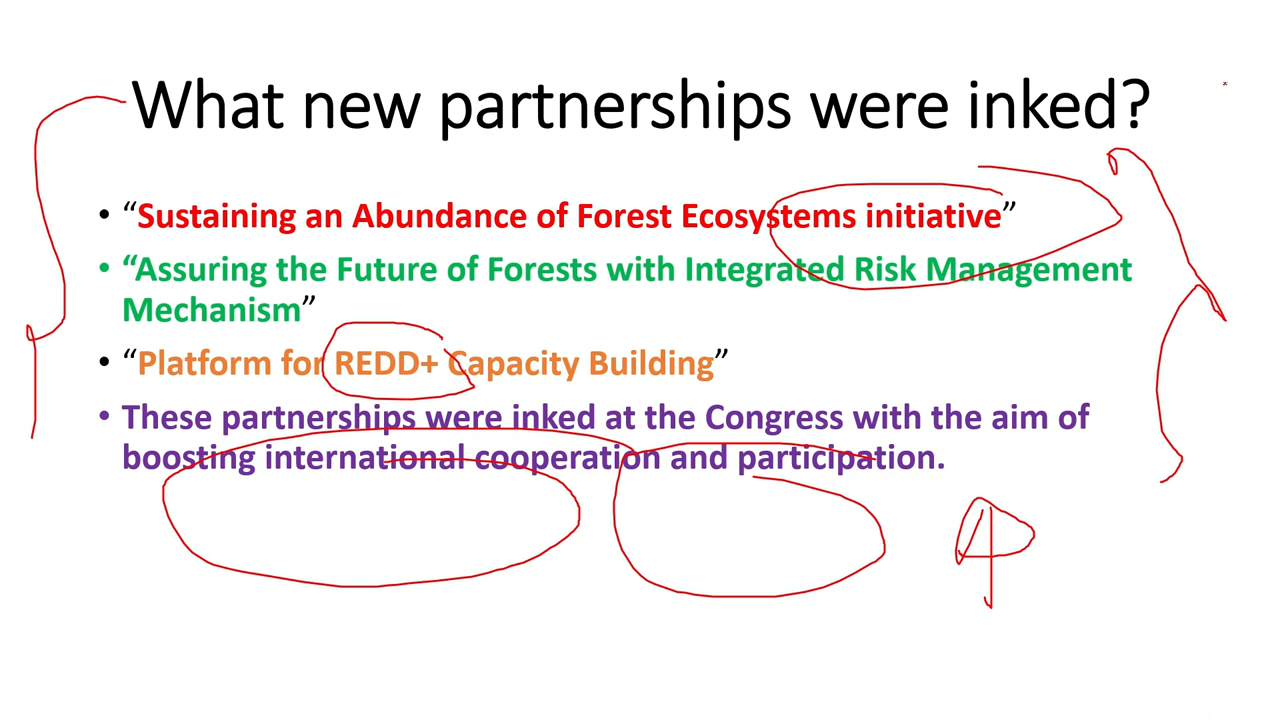 What new partnerships were inked?
• “Sustaining an Abundance of Forest Ecosystems initiative”
• “Assuring the Future of Forests with Integrated Risk Management
Mechanism”
• “Platform for REDD+ Capacity Building”
• These partnerships were inked at the Congress with the aim of
boosting international cooperation and participation.